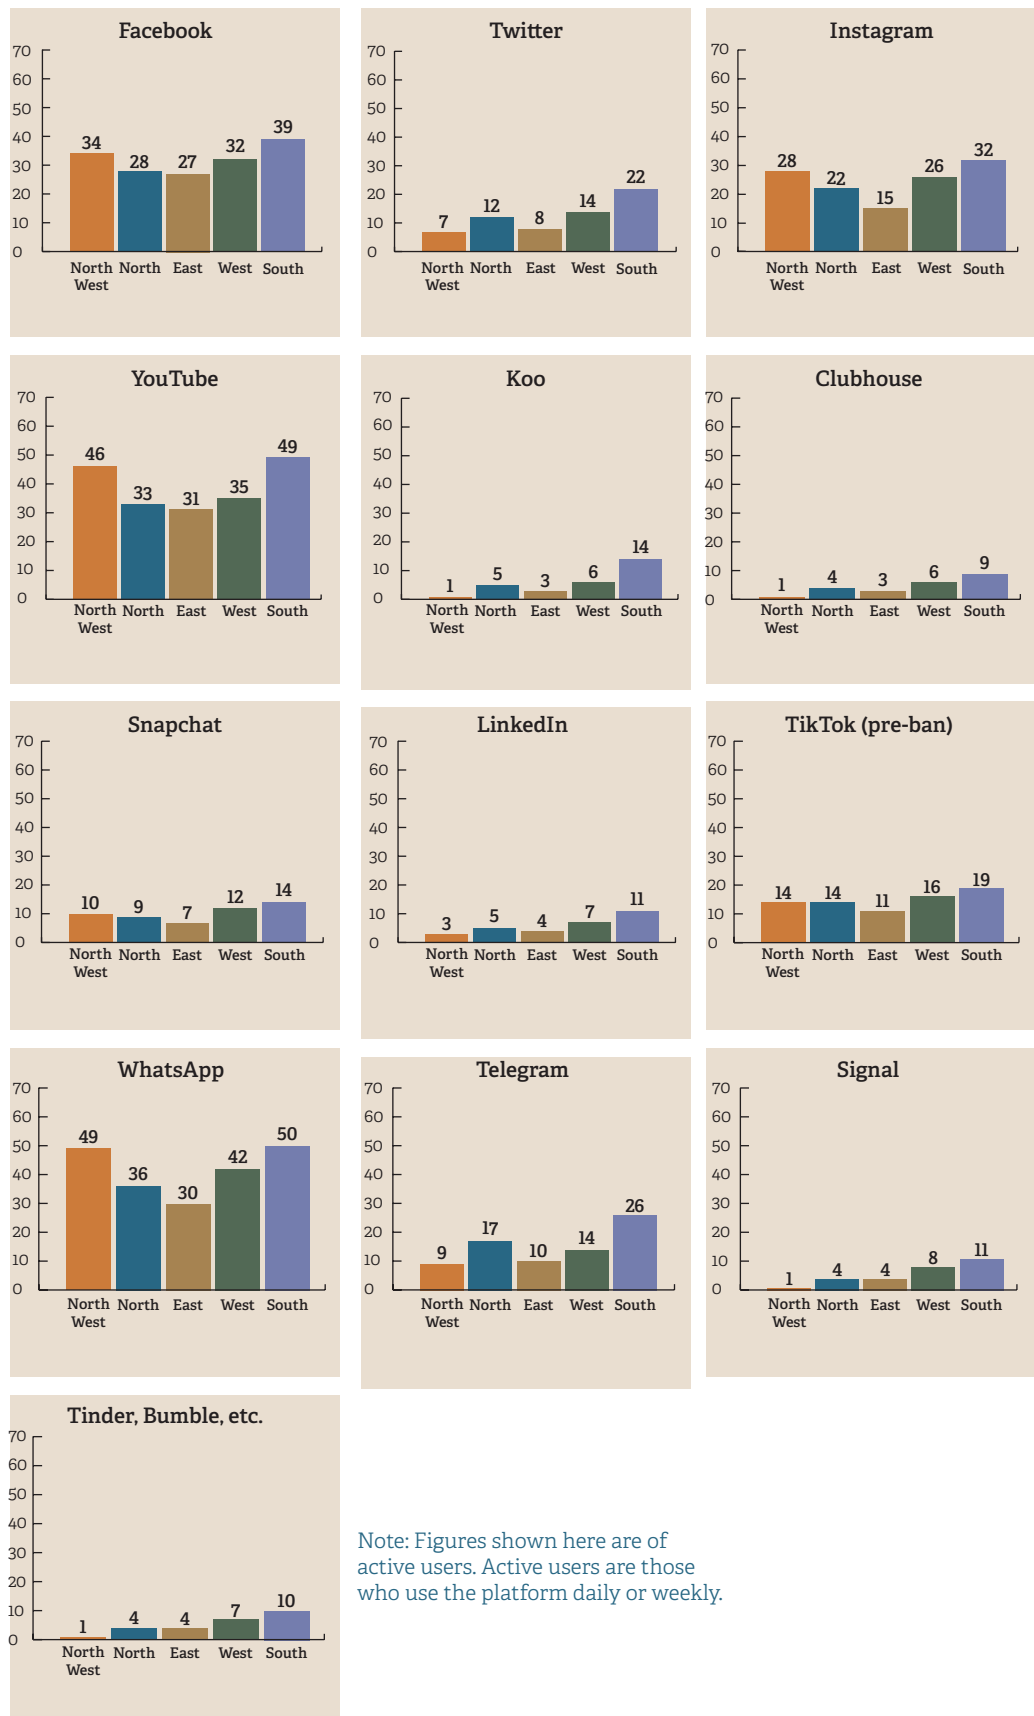 Facebook
70
60
50
40
30
20
10
0
34
28
27
32
39
North West
North
East
West
South
Twitter
70
60
50
40
30
20
10
0
7
12
8
14
22
North West
North
East
West
South
Instagram
70
60
50
40
30
20
10
0
28
22
15
26
32
North West
North
East
West
South
YouTube
70
60
50
40
30
20
10
0
46
33
31
35
49
North West
North
East
West
South
Koo
70
60
50
40
30
20
10
0
1
5
3
6
14
North West
North
East
West
South
Clubhouse
70
60
50
40
30
20
10
0
1
4
3
6
9
North West
North
East
West
South
Snapchat
70
60
50
40
30
20
10
0
10
9
7
12
14
North West
North
East
West
South
LinkedIn
70
60
50
40
30
20
10
0
3
5
4
7
11
North West
North
East
West
South
TikTok (pre-ban)
70
60
50
40
30
20
10
0
14
14
11
16
19
North West
North
East
West
South
WhatsApp
70
60
50
40
30
20
10
0
49
36
30
42
50
North West
North
East
West
South
Telegram
70
60
50
40
30
20
10
0
9
17
10
14
26
North West
North
East
West
South
Signal
70
60
50
40
30
20
10
0
1
4
4
8
11
North West
North
East
West
South
Tinder, Bumble, etc.
70
60
50
40
30
20
10
0
1
4
4
7
10
North West
North
East
West
South
Note: Figures shown here are of
active users. Active users are those
who use the platform daily or weekly.